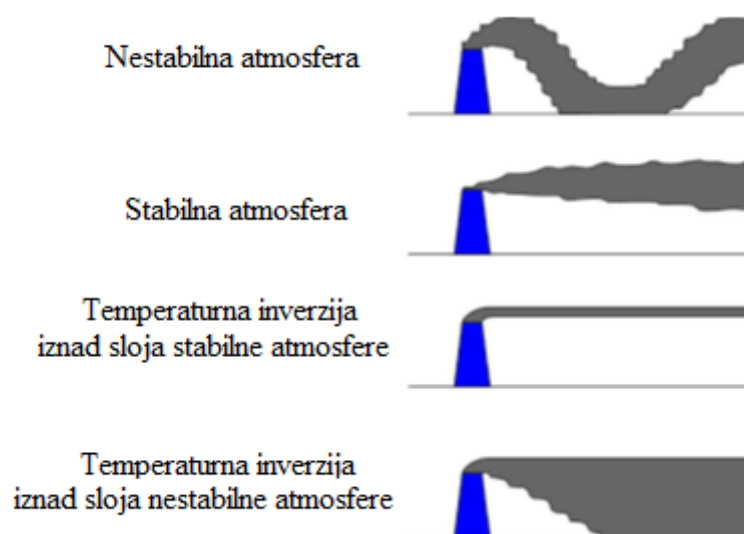 Nestabilna atmosfera
Stabilna atmosfera
Temperaturna inverzija
iznad sloja stabilne atmosfere
Temperaturna inverzija
iznad sloja nestabilne atmosfere